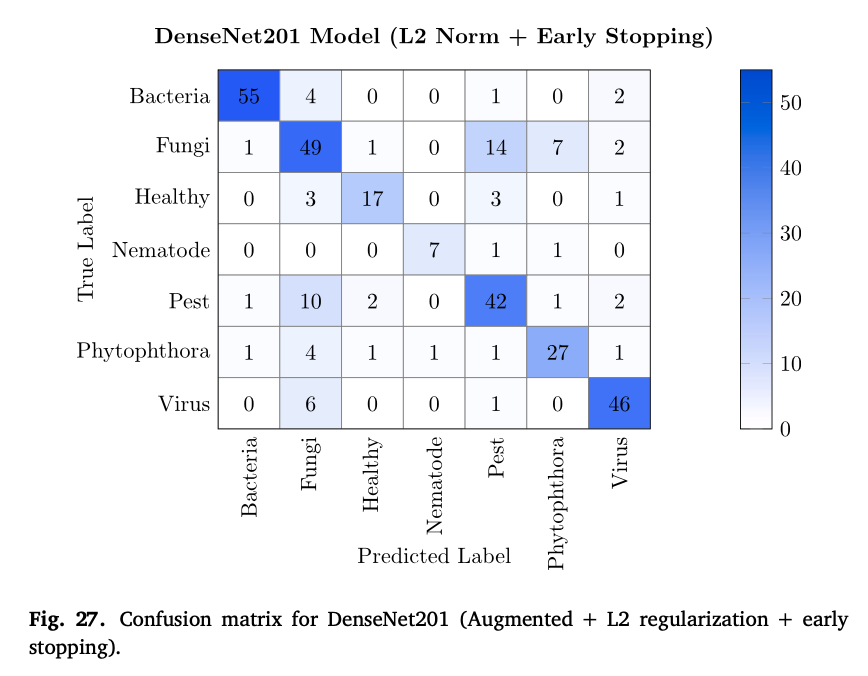 DenseNet201 Model (L2 Norm + Early Stopping)
Bacteria 55 4 0 0 1 0 2 50
Fungi 1 49 1 0 14 7 2 40
Healthy 0 3 17 0 3 0 1 30
Nematode 0 0 0 7 1 1 0
Pest 1 10 2 0 42 1 2 20
Phytophthora 1 4 1 1 1 27 1 10
Virus 0 6 0 0 1 0 46 0
True Label
Bacteria Fungi Healthy Nematode Pest Phytophthora Virus
Predicted Label
Fig. 27. Confusion matrix for DenseNet201 (Augmented + L2 regularization + early
stopping).